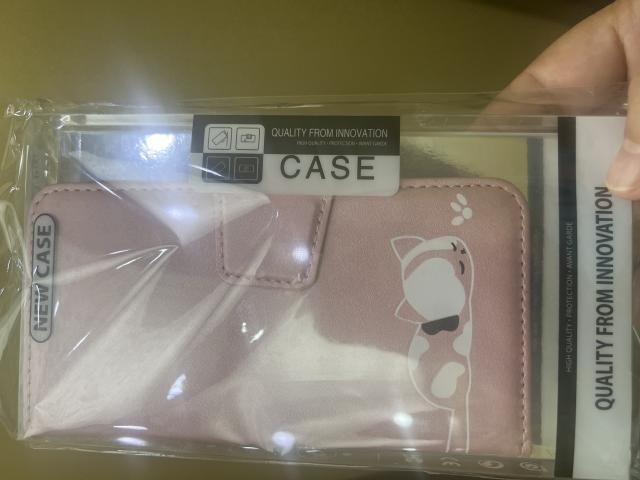 QUALITY FROM INNOVATION
HIGH QUALITY · PROTECTION · AVANT GARDE
CASE
NEW CASE
HIGH QUALITY · PROTECTION · AVANT GARDE
QUALITY FROM INNOVATION
CE